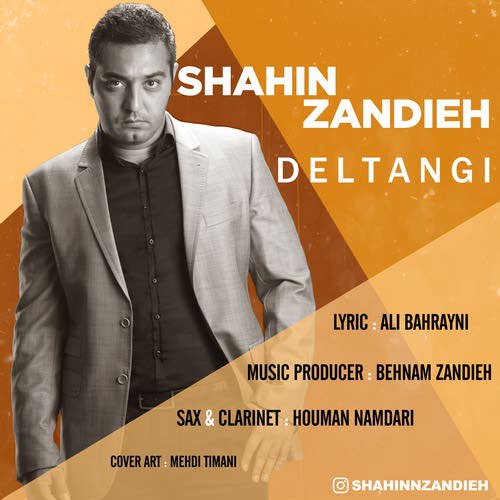 SHAHIN
ZANDIEH
DELTANGI
LYRIC : ALI BAHRAYNI
MUSIC PRODUCER : BEHNAM ZANDIEH
SAX & CLARINET : HOUMAN NAMDARI
COVER ART : MEHDI TIMANI
SHAHINNZANDIEH